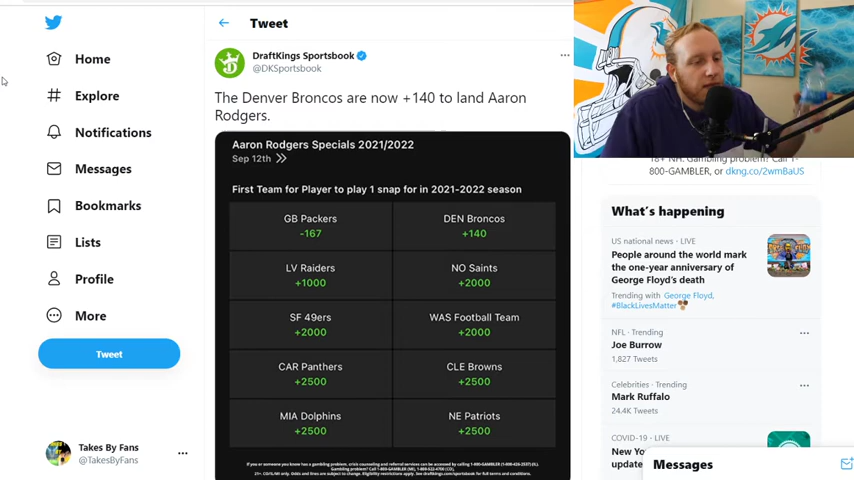 Tweet
Home
Explore
Notifications
Messages
Bookmarks
Lists
Profile
More
Tweet
Takes By Fans
@TakesByFans
DraftKings Sportsbook
@DKSportsbook
The Denver Broncos are now +140 to land Aaron
Rodgers.
Aaron Rodgers Specials 2021/2022
Sep 12th
First Team for Player to play 1 snap for in 2021-2022 season
GB Packers
-167
DEN Broncos
+140
LV Raiders
+1000
NO Saints
+2000
SF 49ers
+2000
WAS Football Team
+2000
CAR Panthers
+2500
CLE Browns
+2500
MIA Dolphins
+2500
NE Patriots
+2500
18+ NH. Gambling problem? Call 1-
800-GAMBLER, or dkng.co/2wmBaUS
What's happening
US national news · LIVE
People around the world mark
the one-year anniversary of
George Floyd's death
Trending with George Floyd,
#BlackLivesMatter
NFL · Trending
Joe Burrow
1,827 Tweets
Celebrities · Trending
Mark Ruffalo
24.4K Tweets
COVID-19 · LIVE
New Yo
update
Messages